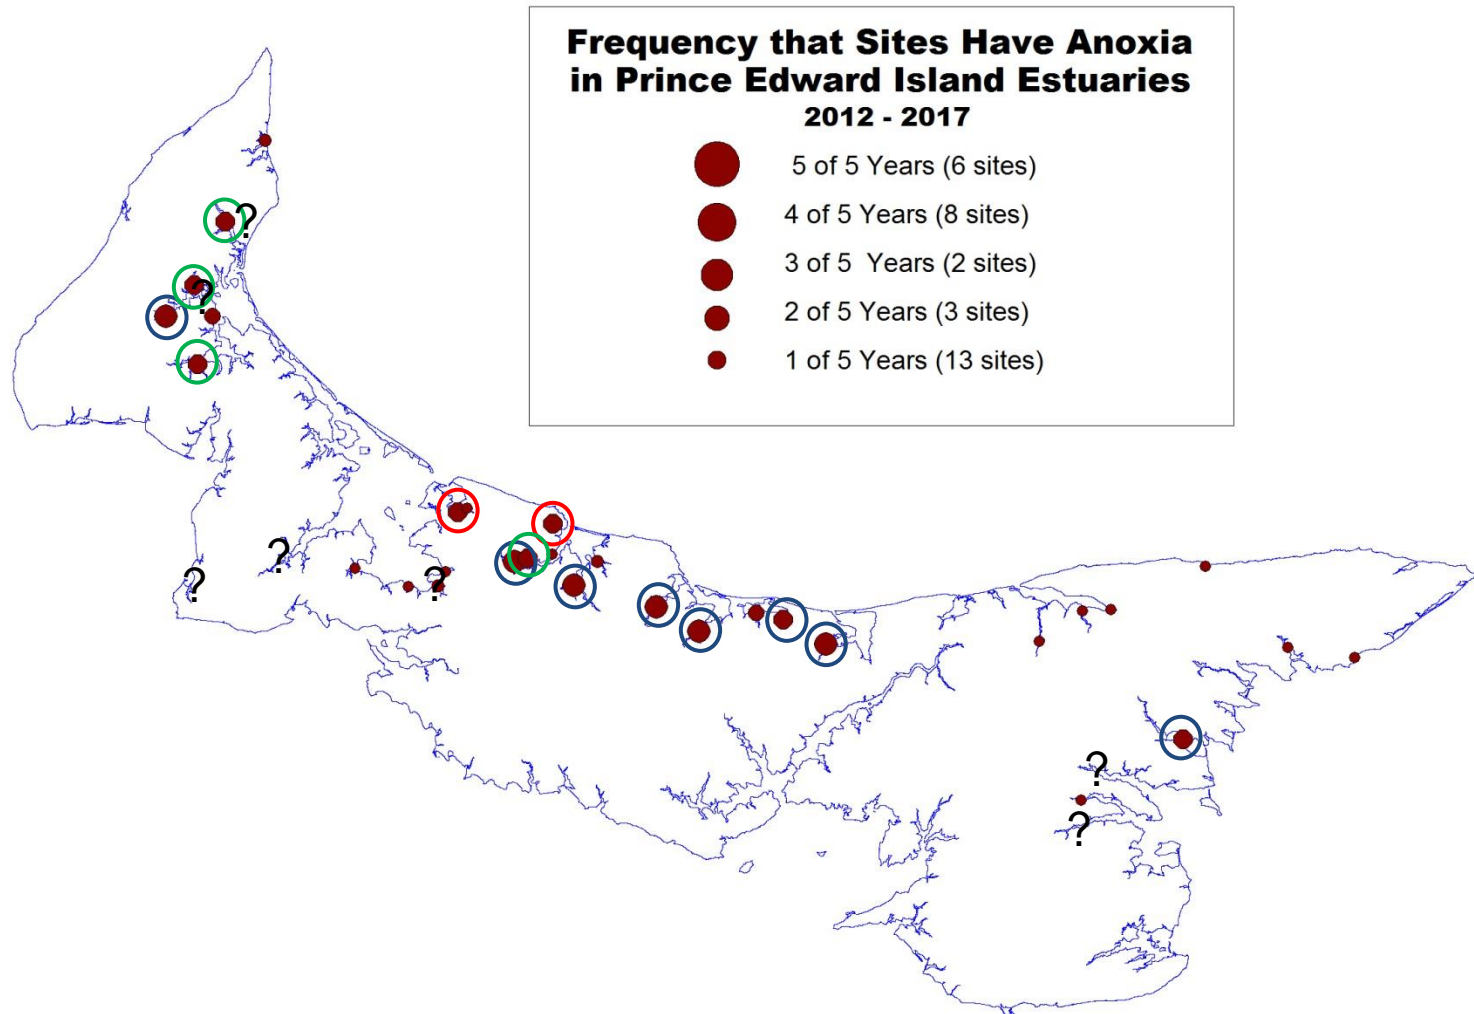 Frequency that Sites Have Anoxia
in Prince Edward Island Estuaries
2012 - 2017
5 of 5 Years (6 sites)
4 of 5 Years (8 sites)
3 of 5 Years (2 sites)
2 of 5 Years (3 sites)
1 of 5 Years (13 sites)
?
?
?
?
?
?
?